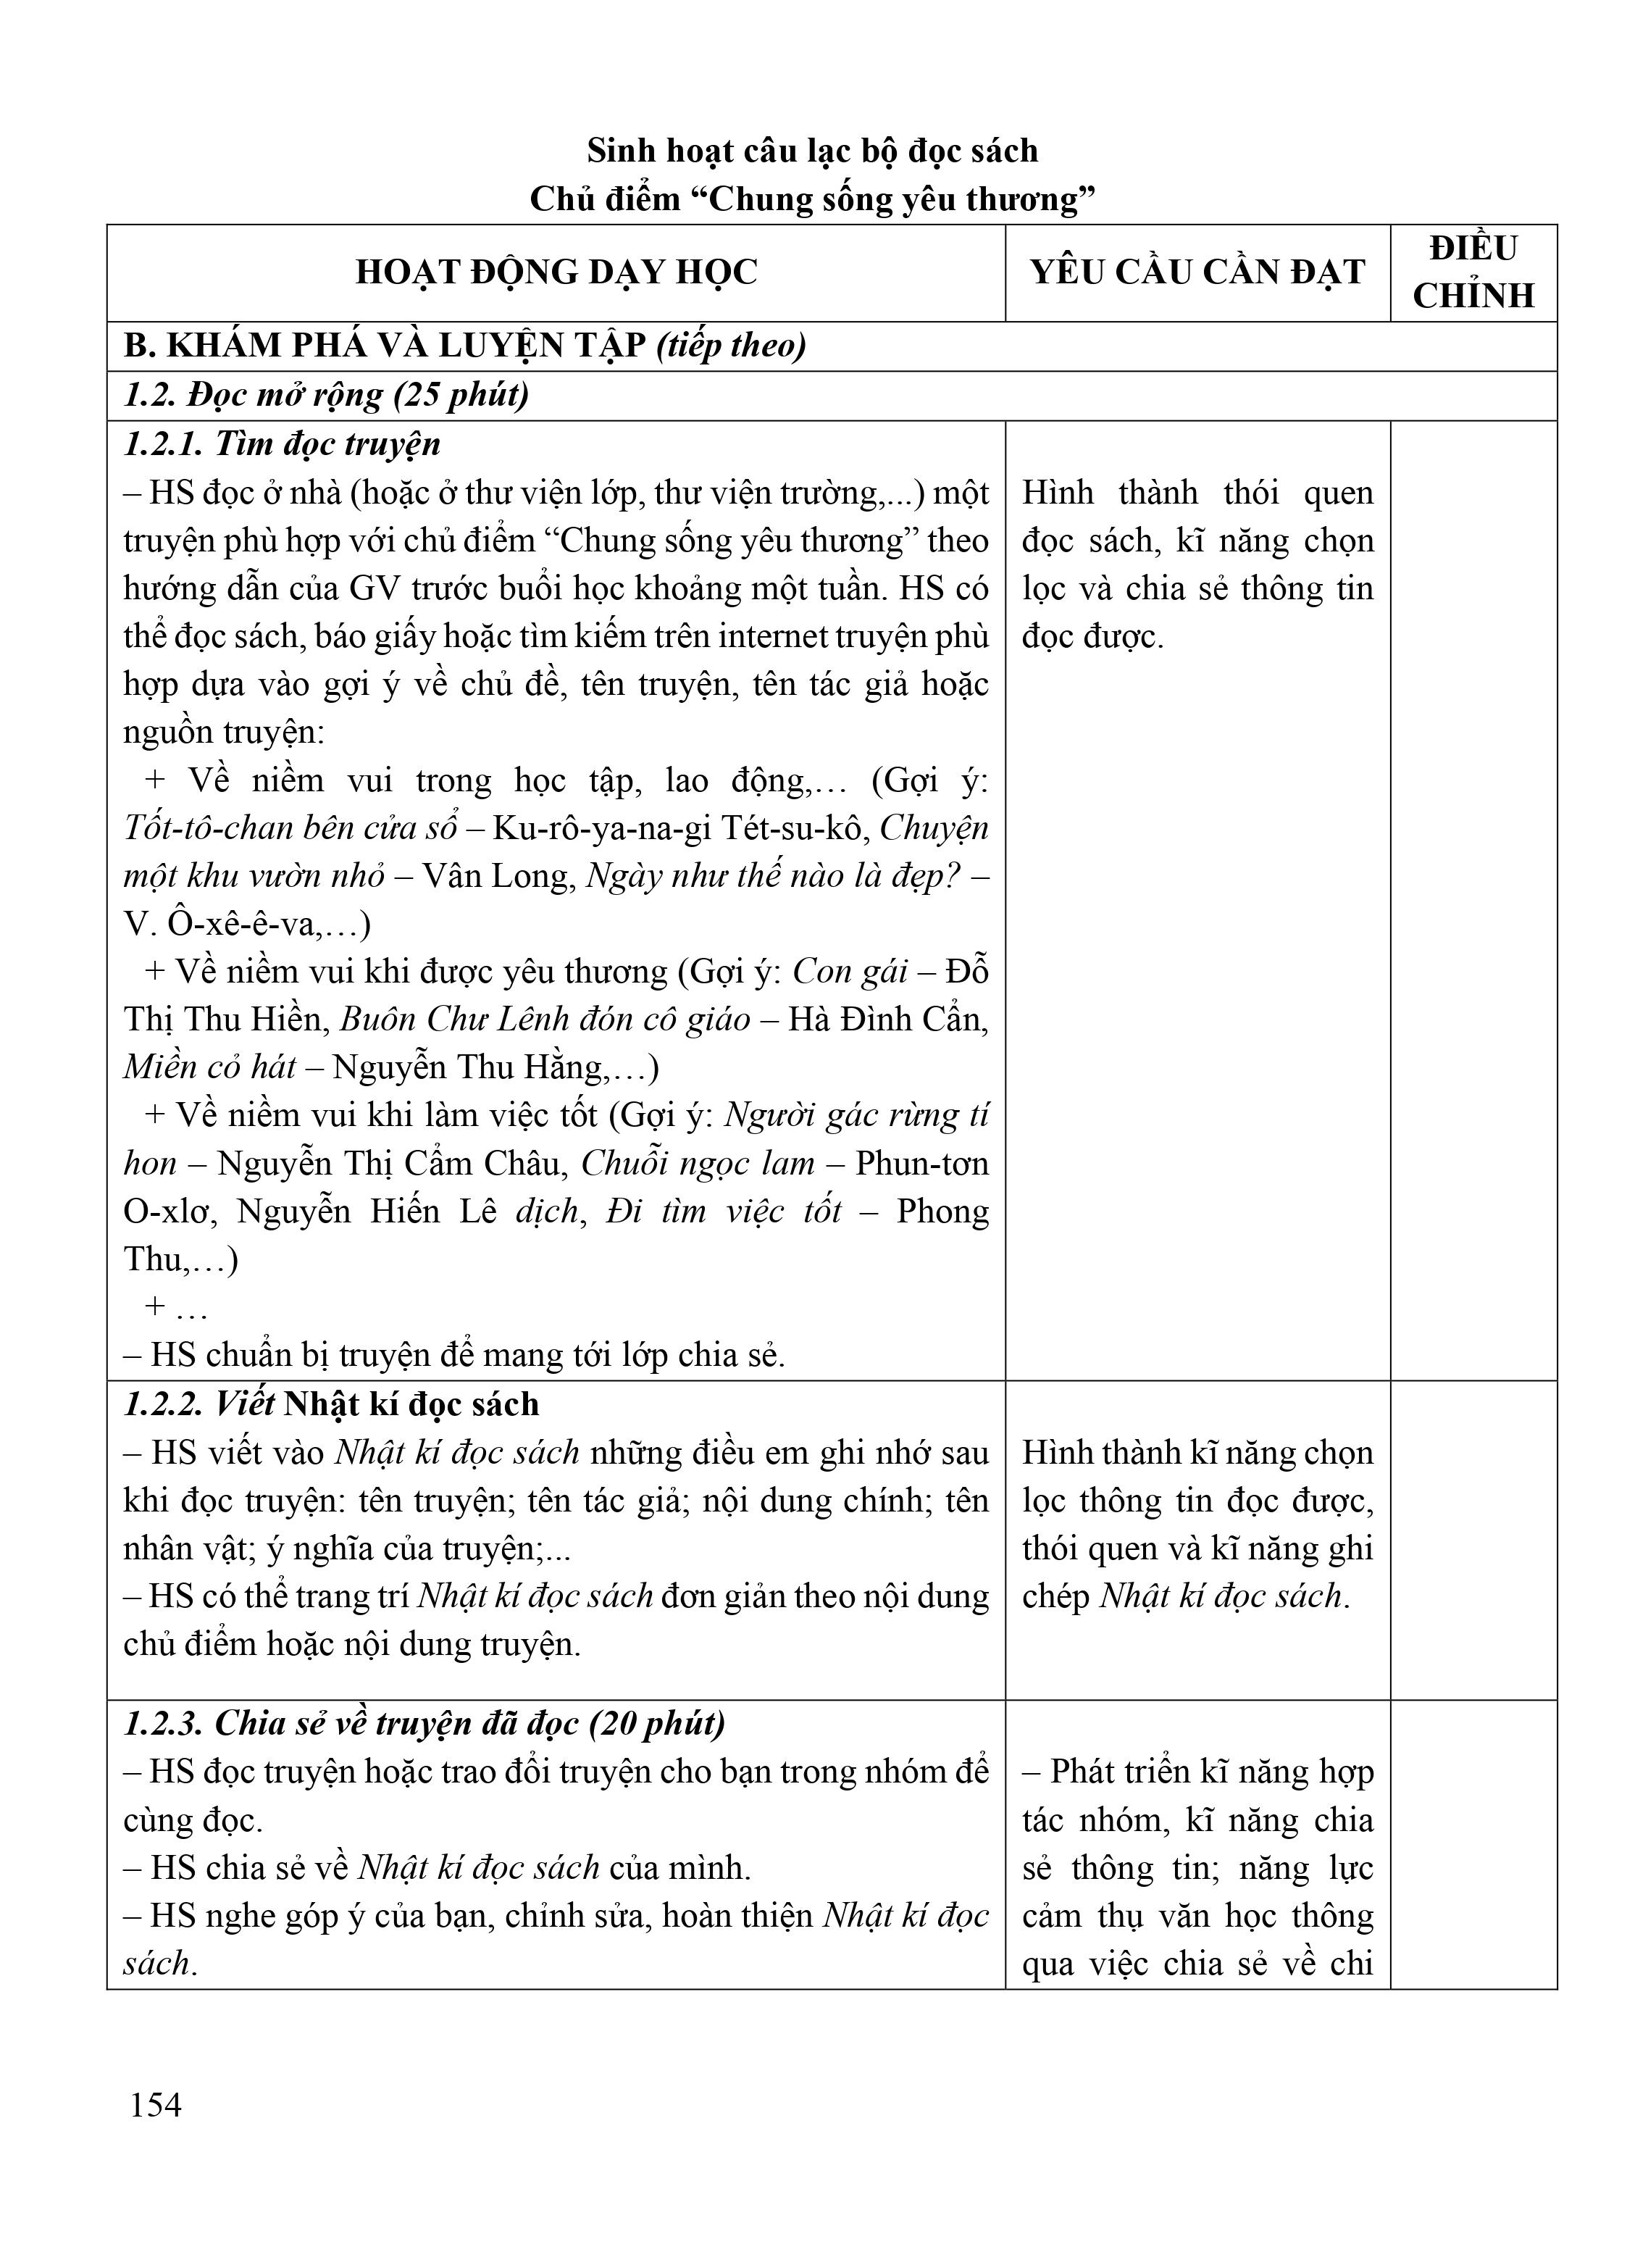 Sinh hoạt câu lạc bộ đọc sách
Chủ điểm “Chung sống yêu thương”
HOẠT ĐỘNG DẠY HỌC
YÊU CẦU CẦN ĐẠT
ĐIỀU
CHỈNH
B. KHÁM PHÁ VÀ LUYỆN TẬP (tiếp theo)
1.2. Đọc mở rộng (25 phút)
1.2.1. Tìm đọc truyện
– HS đọc ở nhà (hoặc ở thư viện lớp, thư viện trường,...) một
truyện phù hợp với chủ điểm “Chung sống yêu thương” theo
hướng dẫn của GV trước buổi học khoảng một tuần. HS có
thể đọc sách, báo giấy hoặc tìm kiếm trên internet truyện phù
hợp dựa vào gợi ý về chủ đề, tên truyện, tên tác giả hoặc
nguồn truyện:
+ Về niềm vui trong học tập, lao động,… (Gợi ý:
Tốt-tô-chan bên cửa sổ – Ku-rô-ya-na-gi Tét-su-kô, Chuyện
một khu vườn nhỏ – Vân Long, Ngày như thế nào là đẹp? –
V. Ô-xê-ê-va,…)
+ Về niềm vui khi được yêu thương (Gợi ý: Con gái – Đỗ
Thị Thu Hiền, Buôn Chư Lênh đón cô giáo – Hà Đình Cẩn,
Miền cỏ hát – Nguyễn Thu Hằng,…)
+ Về niềm vui khi làm việc tốt (Gợi ý: Người gác rừng tí
hon – Nguyễn Thị Cẩm Châu, Chuỗi ngọc lam – Phun-tơn
O-xlơ, Nguyễn Hiến Lê dịch, Đi tìm việc tốt – Phong
Thu,…)
+ …
– HS chuẩn bị truyện để mang tới lớp chia sẻ.
Hình thành thói quen
đọc sách, kĩ năng chọn
lọc và chia sẻ thông tin
đọc được.
1.2.2. Viết Nhật kí đọc sách
– HS viết vào Nhật kí đọc sách những điều em ghi nhớ sau
khi đọc truyện: tên truyện; tên tác giả; nội dung chính; tên
nhân vật; ý nghĩa của truyện;...
– HS có thể trang trí Nhật kí đọc sách đơn giản theo nội dung
chủ điểm hoặc nội dung truyện.
Hình thành kĩ năng chọn
lọc thông tin đọc được,
thói quen và kĩ năng ghi
chép Nhật kí đọc sách.
1.2.3. Chia sẻ về truyện đã đọc (20 phút)
– HS đọc truyện hoặc trao đổi truyện cho bạn trong nhóm để
cùng đọc.
– HS chia sẻ về Nhật kí đọc sách của mình.
– HS nghe góp ý của bạn, chỉnh sửa, hoàn thiện Nhật kí đọc
sách.
– Phát triển kĩ năng hợp
tác nhóm, kĩ năng chia
sẻ thông tin; năng lực
cảm thụ văn học thông
qua việc chia sẻ về chi
154